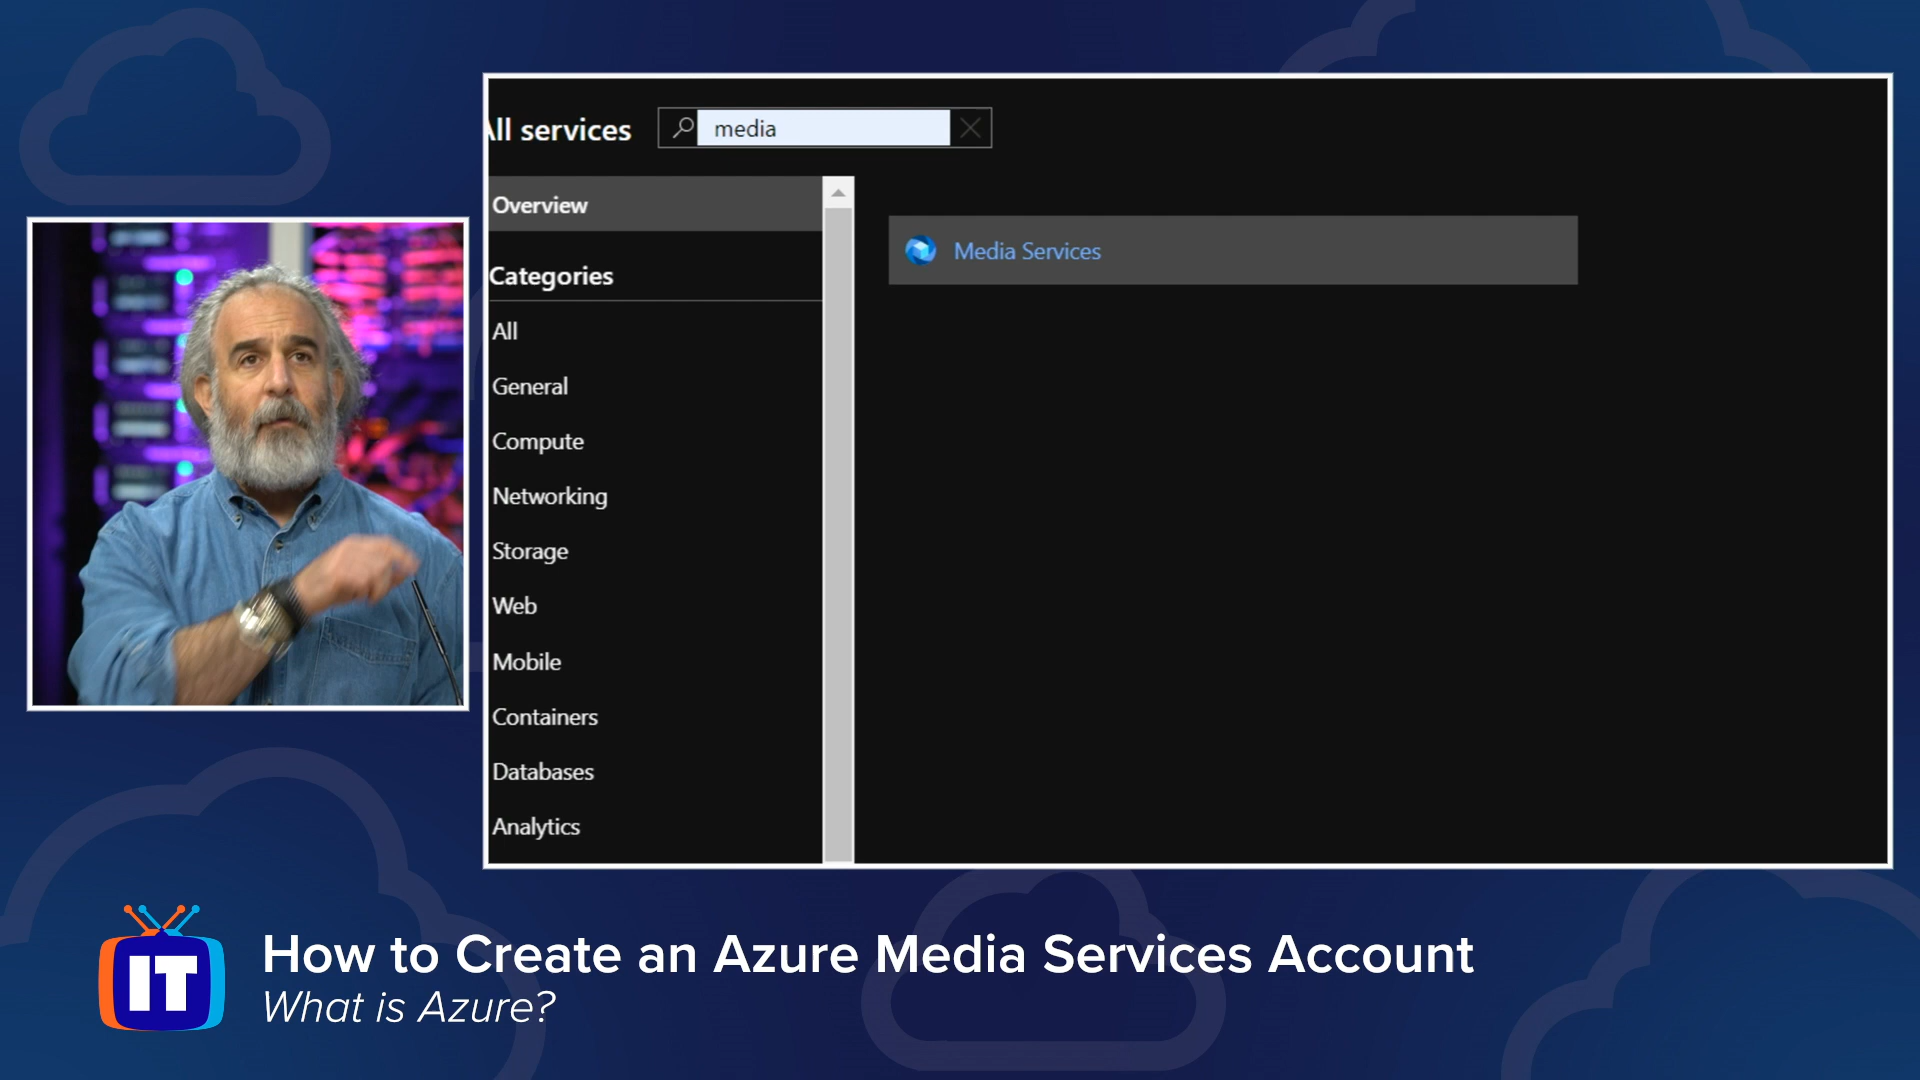 All services
media
Overview
Media Services
Categories
All
General
Compute
Networking
Storage
Web
Mobile
Containers
Databases
Analytics
IT
How to Create an Azure Media Services Account
What is Azure?